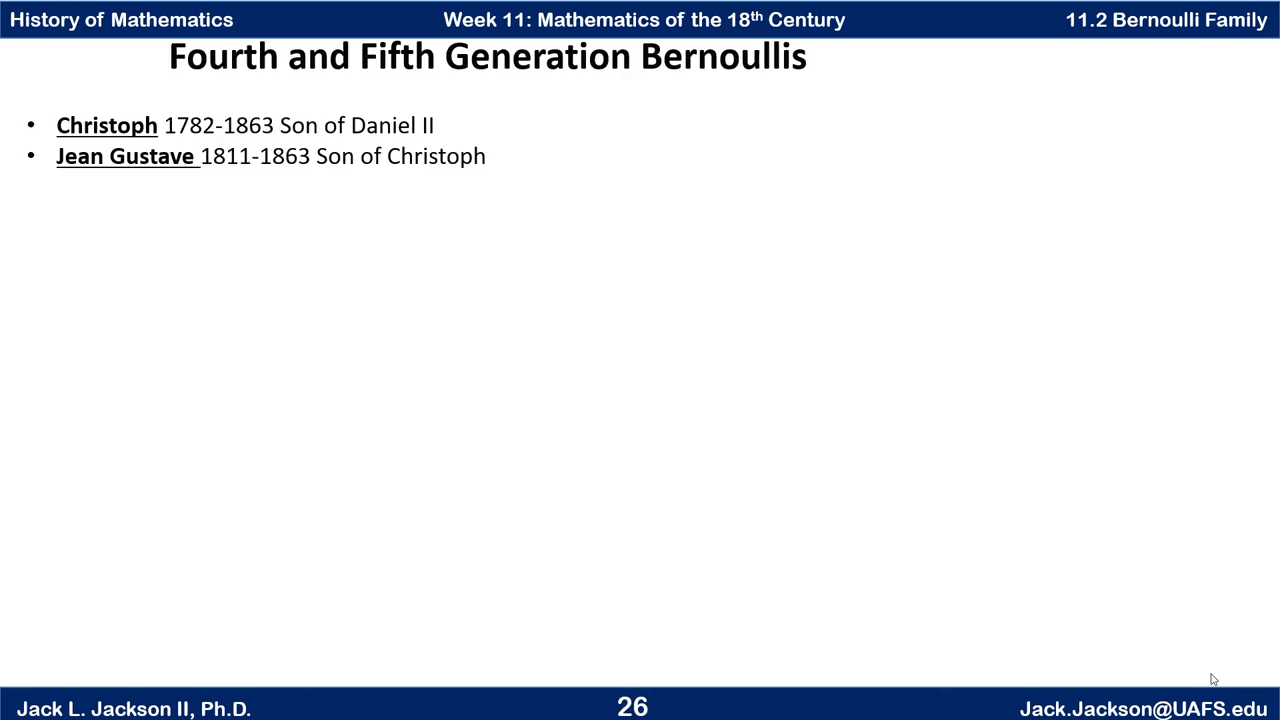 History of Mathematics Week 11: Mathematics of the 18th Century 11.2 Bernoulli Family
Fourth and Fifth Generation Bernoullis
• Christoph 1782-1863 Son of Daniel II
• Jean Gustave 1811-1863 Son of Christoph
Jack L. Jackson II, Ph.D. 26 Jack.Jackson@UAFS.edu